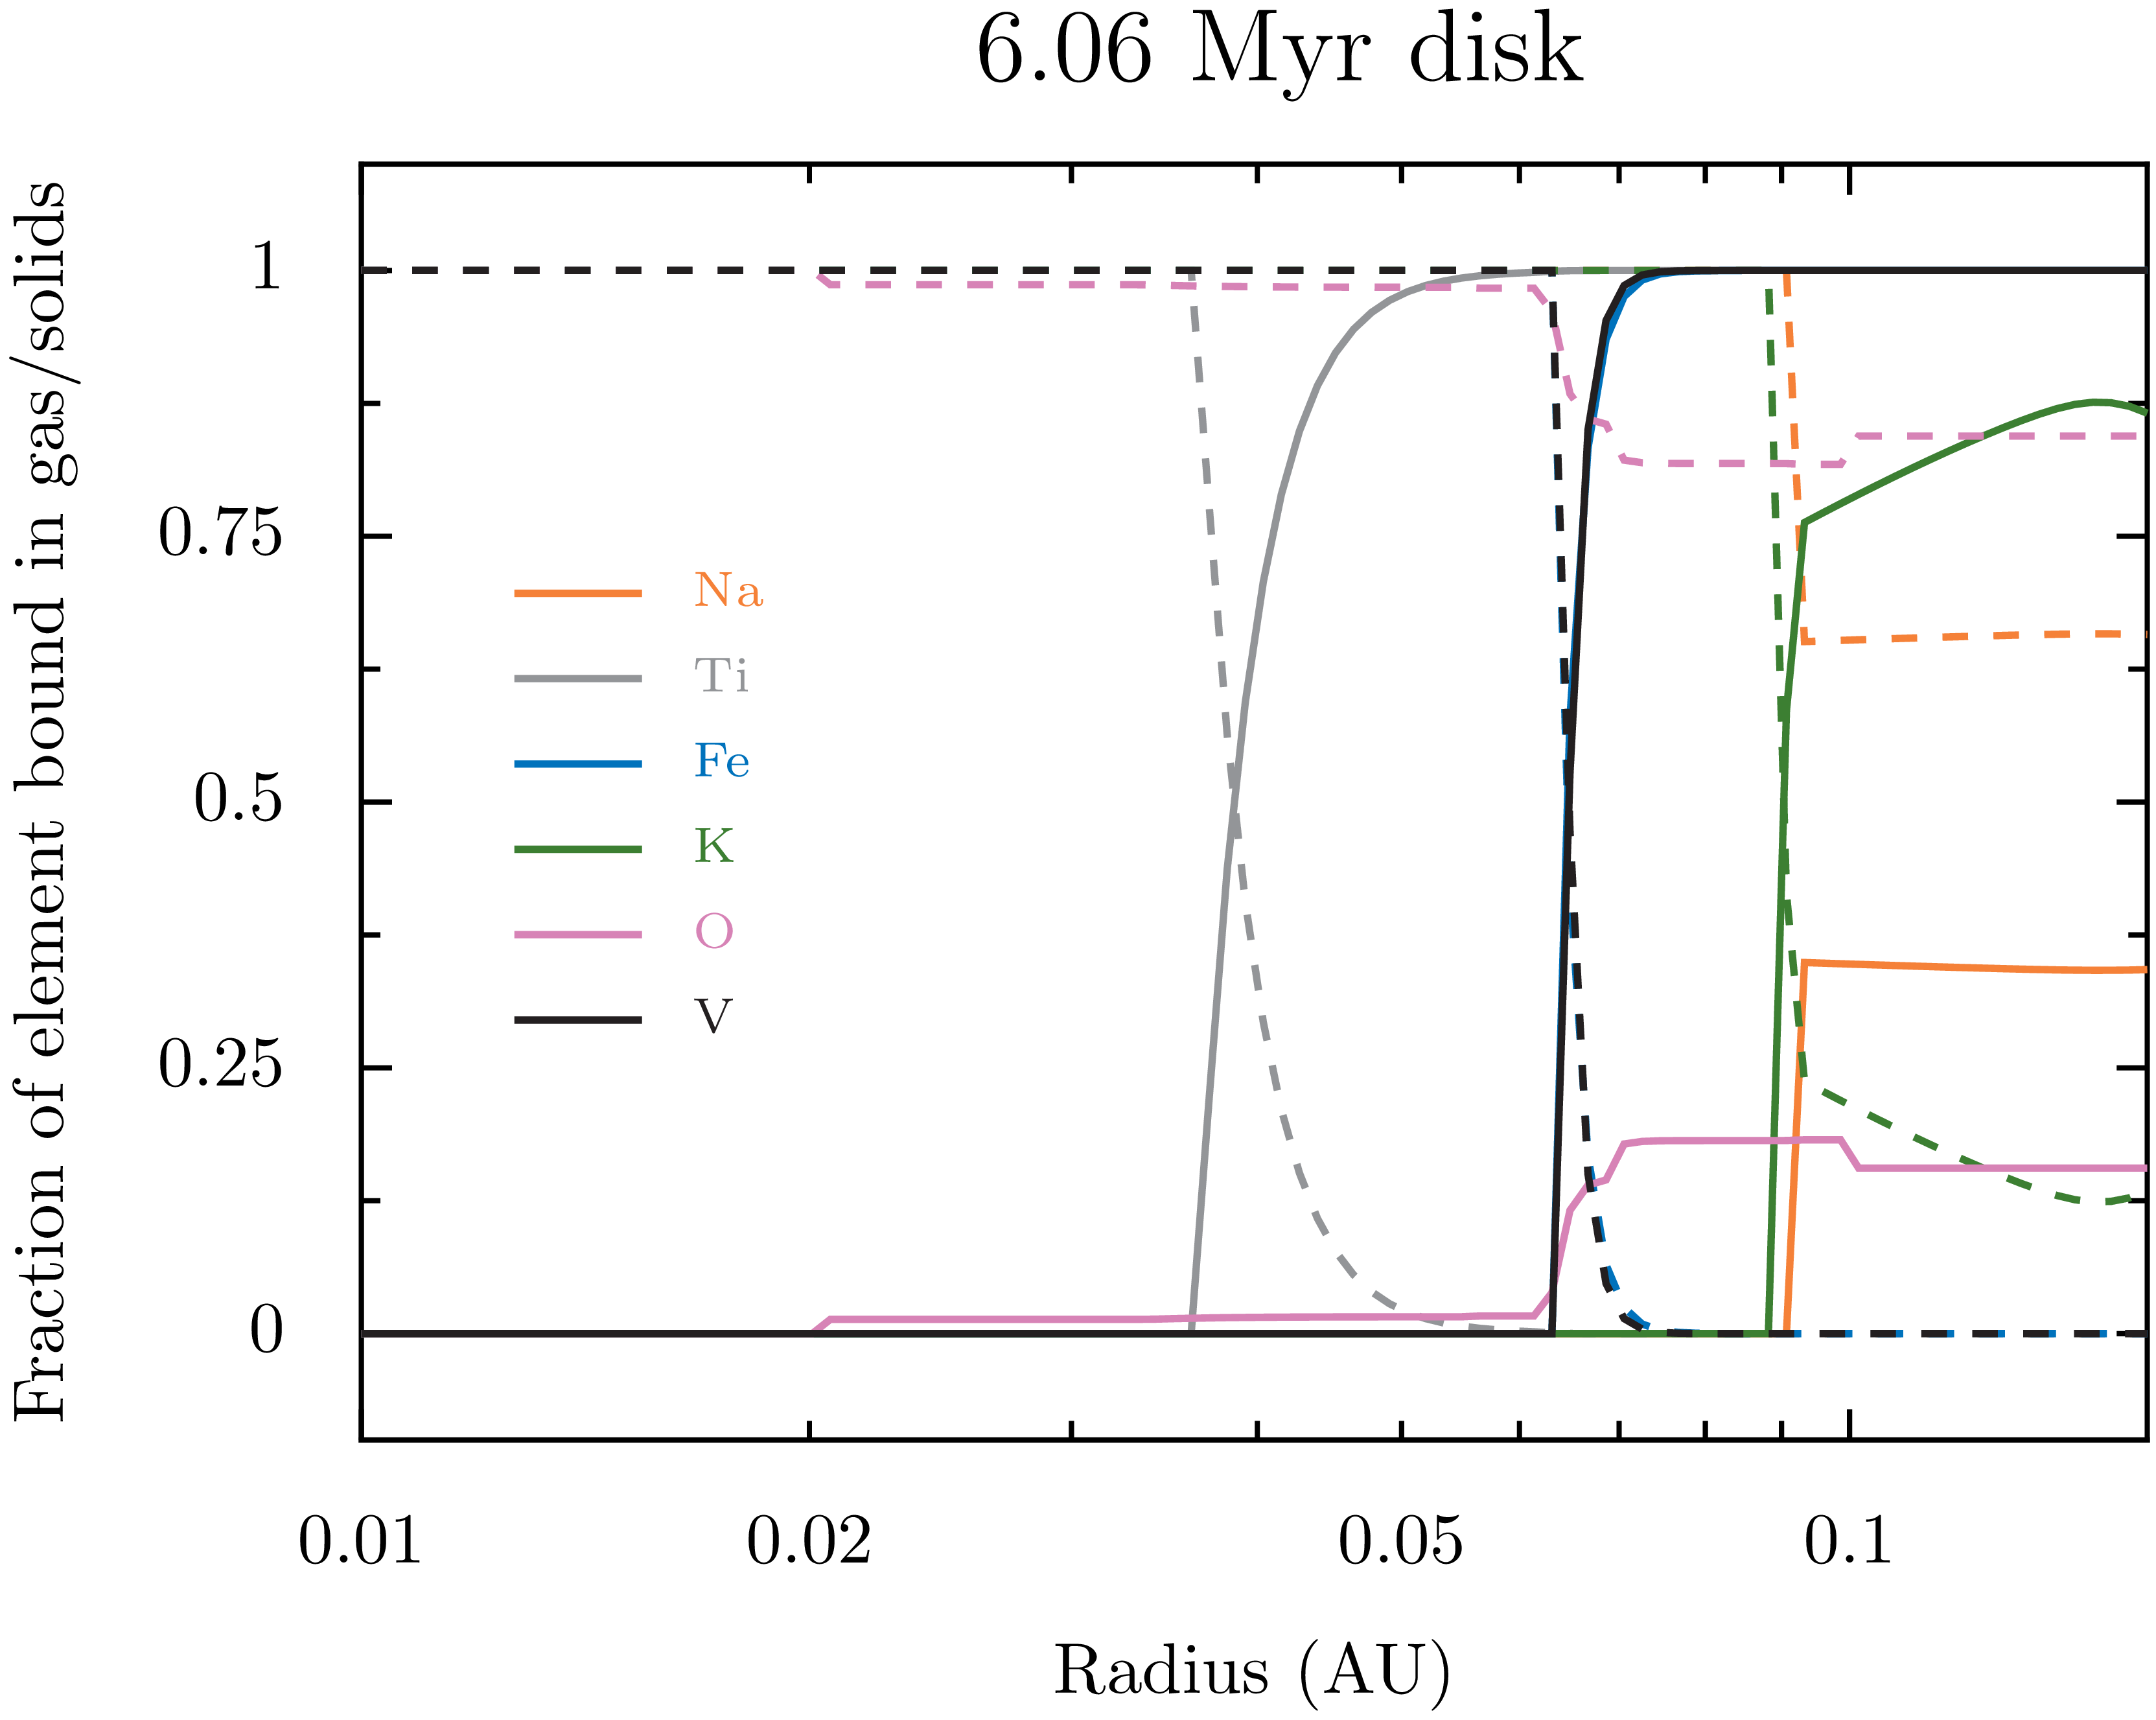 6.06 Myr disk
Fraction of element bound in gas/solids
1
0.75
0.5
0.25
0
Na
Ti
Fe
K
O
V
0.01 0.02 0.05 0.1
Radius (AU)